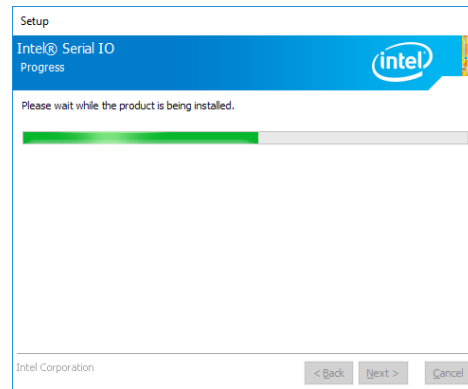 Setup
Intel® Serial IO
Progress
intel
Please wait while the product is being installed.
Intel Corporation
< Back Next > Cancel